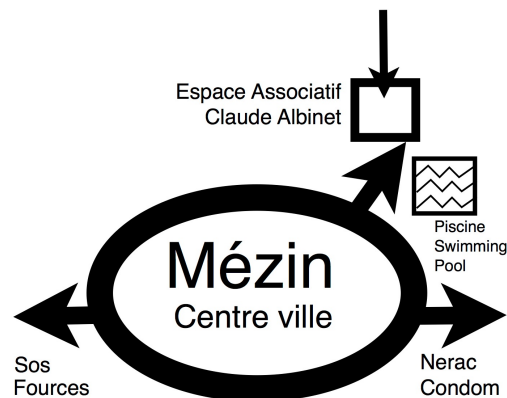 Espace Associatif
Claude Albinet
Piscine
Swimming
Pool
Mézin
Centre ville
Sos
Fources
Nerac
Condom